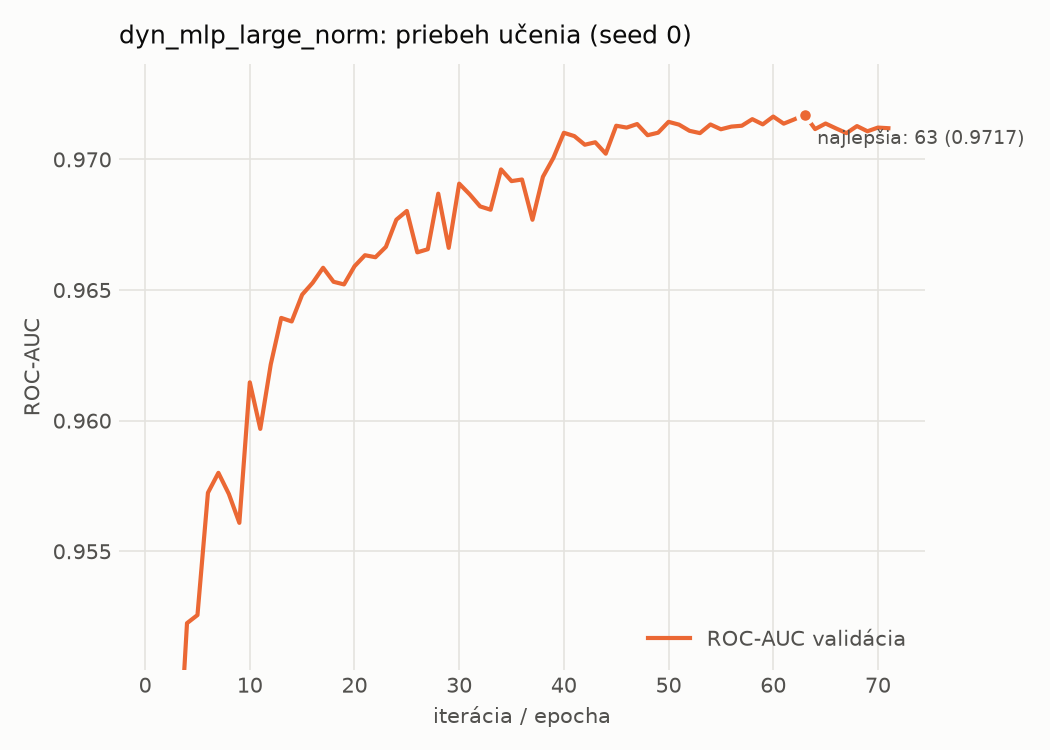 dyn_mlp_large_norm: priebeh učenia (seed 0)
najlepšia: 63 (0.9717)
0.970
0.965
0.960
0.955
ROC-AUC
ROC-AUC validácia
0 10 20 30 40 50 60 70
iterácia / epocha